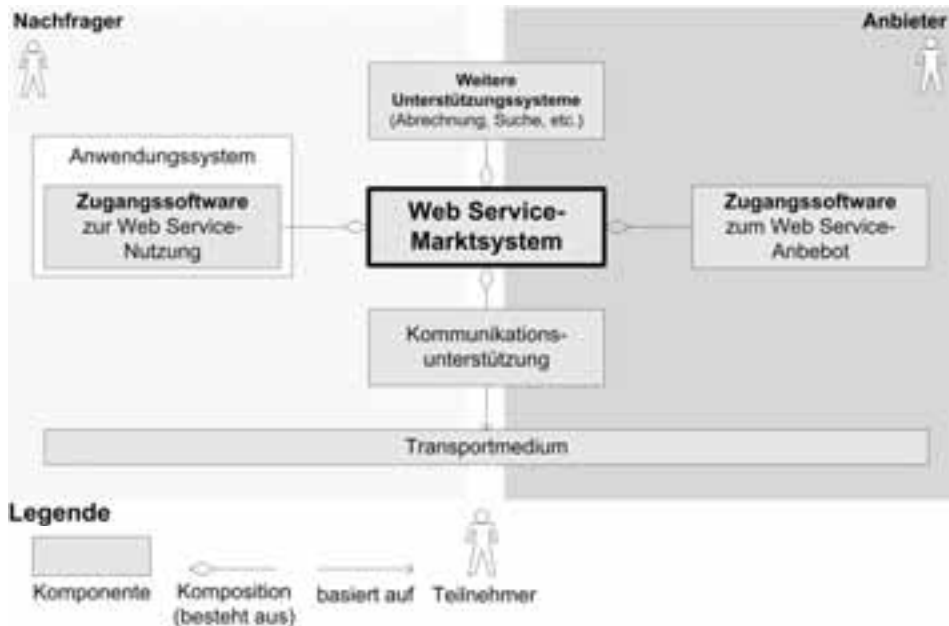 Nachfrager
Anbieter
Weitere
Unterstützungssysteme
(Abrechnung, Suche, etc.)
Anwendungssystem
Zugangssoftware
zur Web Service-
Nutzung
Web Service-
Marktsystem
Zugangssoftware
zum Web Service-
Anbebot
Kommunikations-
unterstützung
Transportmedium
Legende
Komponente
Komposition
(besteht aus)
basiert auf
Teilnehmer